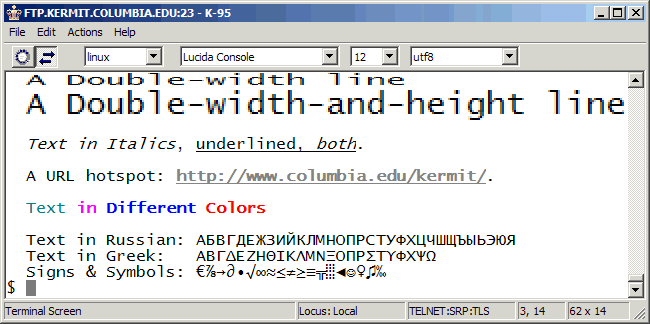 FTP.KERMIT.COLUMBIA.EDU:23 - K-95
File Edit Actions Help
linux Lucida Console 12 utf8
A Double-width line
A Double-width-and-height line
Text in Italics, underlined, both.
A URL hotspot: http://www.columbia.edu/kermit/.
Text in Different Colors
Text in Russian: АБВГДЕЖЗИЙКЛМНОПРСТУФХЦЧШЩЪЫЬЭЮЯ
Text in Greek: ΑΒΓΔΕΖΗΘΙΚΛΜΝΞΟΠΡΣΤΥΦΧΨΩ
Signs & Symbols: €⅞→∂∙√∞≈≤≠≥≡╦░◄☺♀♫‰
$
Terminal Screen Locus: Local TELNET:SRP:TLS 3, 14 62 x 14